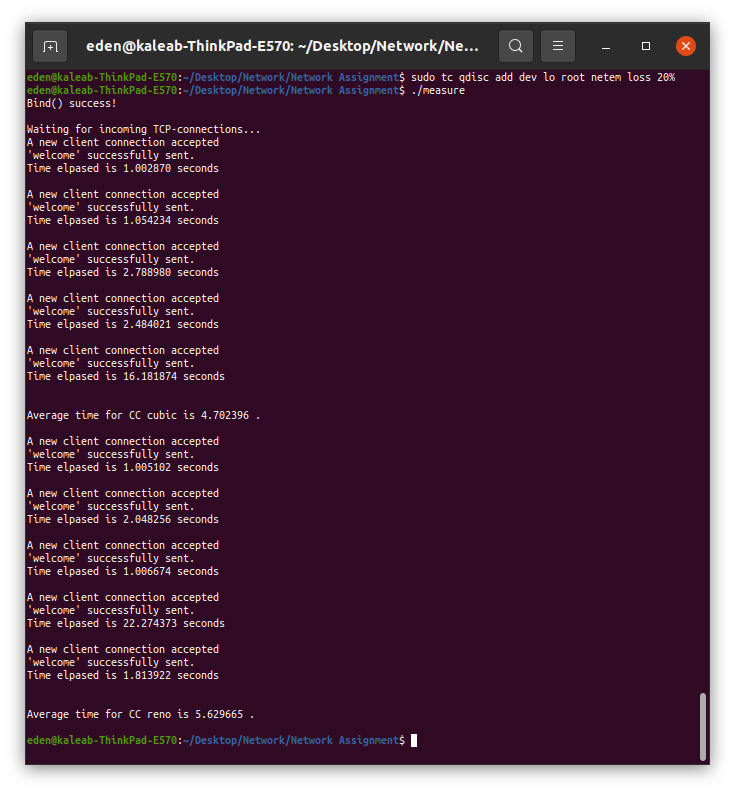 eden@kaleab-ThinkPad-E570: ~/Desktop/Network/Ne...
eden@kaleab-ThinkPad-E570:~/Desktop/Network/Network Assignment$ sudo tc qdisc add dev lo root netem loss 20%
eden@kaleab-ThinkPad-E570:~/Desktop/Network/Network Assignment$ ./measure
Bind() success!
Waiting for incoming TCP-connections...
A new client connection accepted
'welcome' successfully sent.
Time elpased is 1.002870 seconds
A new client connection accepted
'welcome' successfully sent.
Time elpased is 1.054234 seconds
A new client connection accepted
'welcome' successfully sent.
Time elpased is 2.788980 seconds
A new client connection accepted
'welcome' successfully sent.
Time elpased is 2.484021 seconds
A new client connection accepted
'welcome' successfully sent.
Time elpased is 16.181874 seconds
Average time for CC cubic is 4.702396 .
A new client connection accepted
'welcome' successfully sent.
Time elpased is 1.005102 seconds
A new client connection accepted
'welcome' successfully sent.
Time elpased is 2.048256 seconds
A new client connection accepted
'welcome' successfully sent.
Time elpased is 1.006674 seconds
A new client connection accepted
'welcome' successfully sent.
Time elpased is 22.274373 seconds
A new client connection accepted
'welcome' successfully sent.
Time elpased is 1.813922 seconds
Average time for CC reno is 5.629665 .
eden@kaleab-ThinkPad-E570:~/Desktop/Network/Network Assignment$